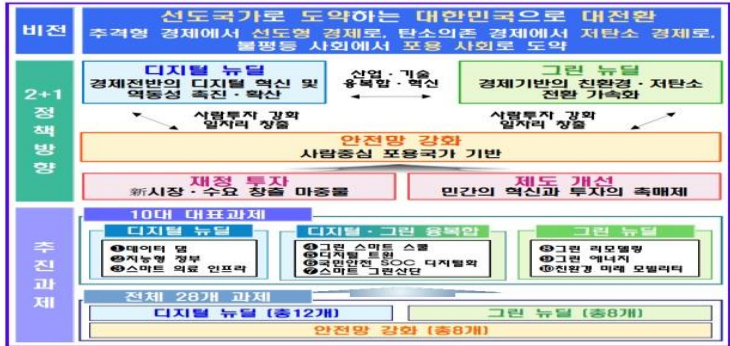 비전
선도국가로 도약하는 대한민국으로 대전환
추격형 경제에서 선도형 경제로, 탄소의존 경제에서 저탄소 경제로,
불평등 사회에서 포용 사회로 도약
2+1
정책방향
디지털 뉴딜
경제전반의 디지털 혁신 및
역동성 촉진·확산
산업·기술
융복합·혁신
그린 뉴딜
경제기반의 친환경·저탄소
전환 가속화
사람투자 강화
일자리 창출
사람투자 강화
일자리 창출
안전망 강화
사람중심 포용국가 기반
재정 투자
新시장·수요 창출 마중물
제도 개선
민간의 혁신과 투자의 촉매제
추진과제
10대 대표과제
디지털 뉴딜
❶데이터 댐
❷지능형 정부
❸스마트 의료 인프라
디지털·그린 융복합
❹그린 스마트 스쿨
❺디지털 트윈
❻국민안전 SOC 디지털화
❼스마트 그린산단
그린 뉴딜
❽그린 리모델링
❾그린 에너지
❿친환경 미래 모빌리티
전체 28개 과제
디지털 뉴딜 (총12개)
그린 뉴딜 (총8개)
안전망 강화 (총8개)